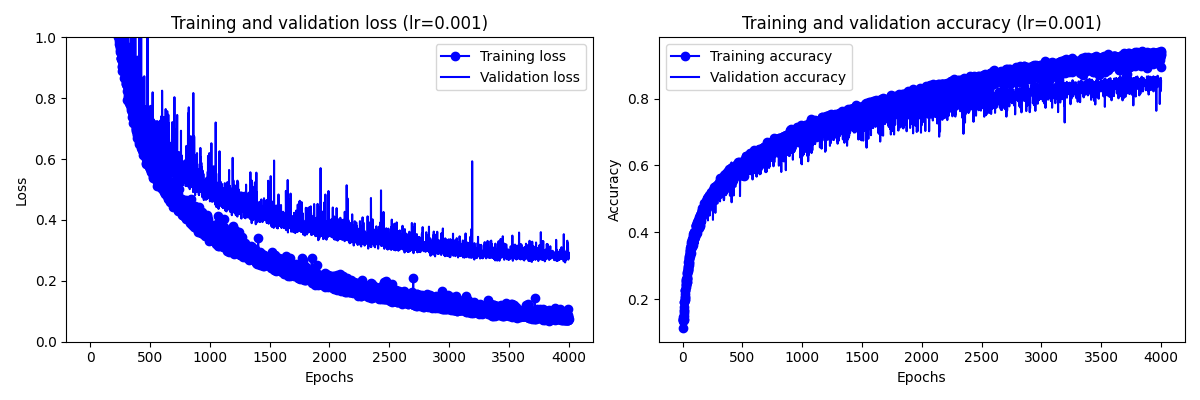 Training and validation loss (lr=0.001)
1.0
0.8
0.6
0.4
0.2
0.0
Loss
Training loss
Validation loss
0 500 1000 1500 2000 2500 3000 3500 4000
Epochs
Training and validation accuracy (lr=0.001)
0.8
0.6
0.4
0.2
Accuracy
Training accuracy
Validation accuracy
0 500 1000 1500 2000 2500 3000 3500 4000
Epochs